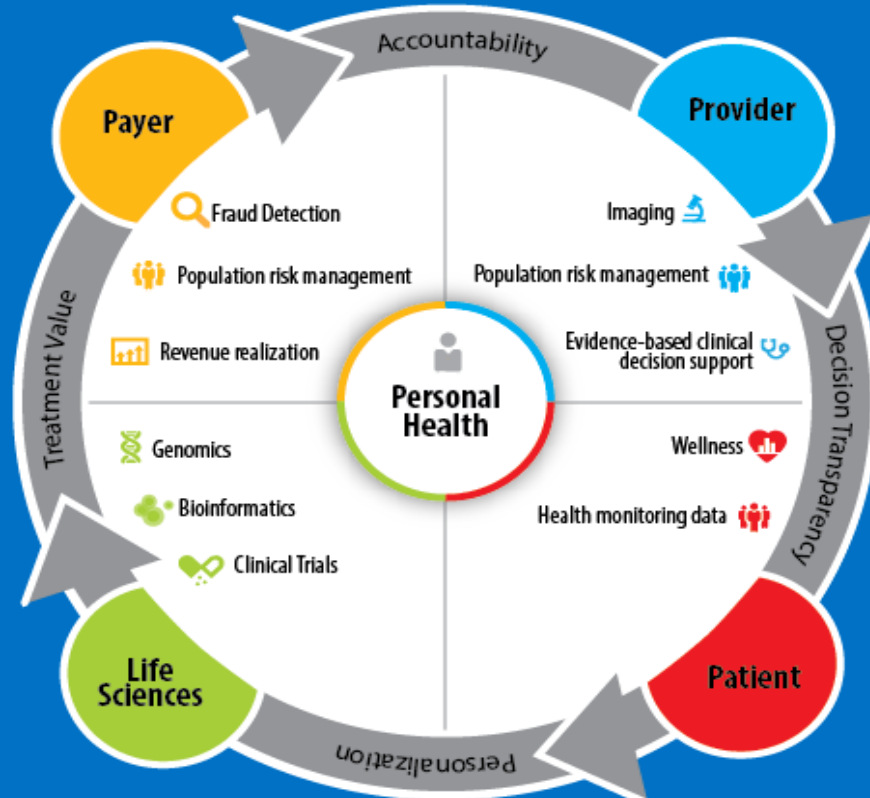 Accountability
Payer
Provider
Fraud Detection
Population risk management
Revenue realization
Imaging
Population risk management
Evidence-based clinical
decision support
Treatment Value
Decision Transparency
Personal
Health
Genomics
Bioinformatics
Clinical Trials
Wellness
Health monitoring data
Life
Sciences
Patient
Personalization